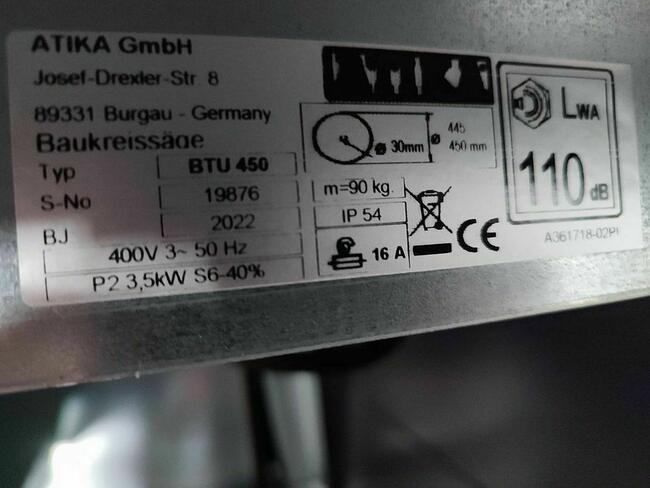 ATIKA GmbH
Josef-Drexler-Str. 8
89331 Burgau - Germany
Baukreissäge
Typ BTU 450
S-No 19876
BJ 2022
400V 3~ 50 Hz
P2 3,5kW S6-40%
ø 30mm ø 445
450 mm
m=90 kg
IP 54
16 A
CE
LWA
110 dB
A361718-02PI